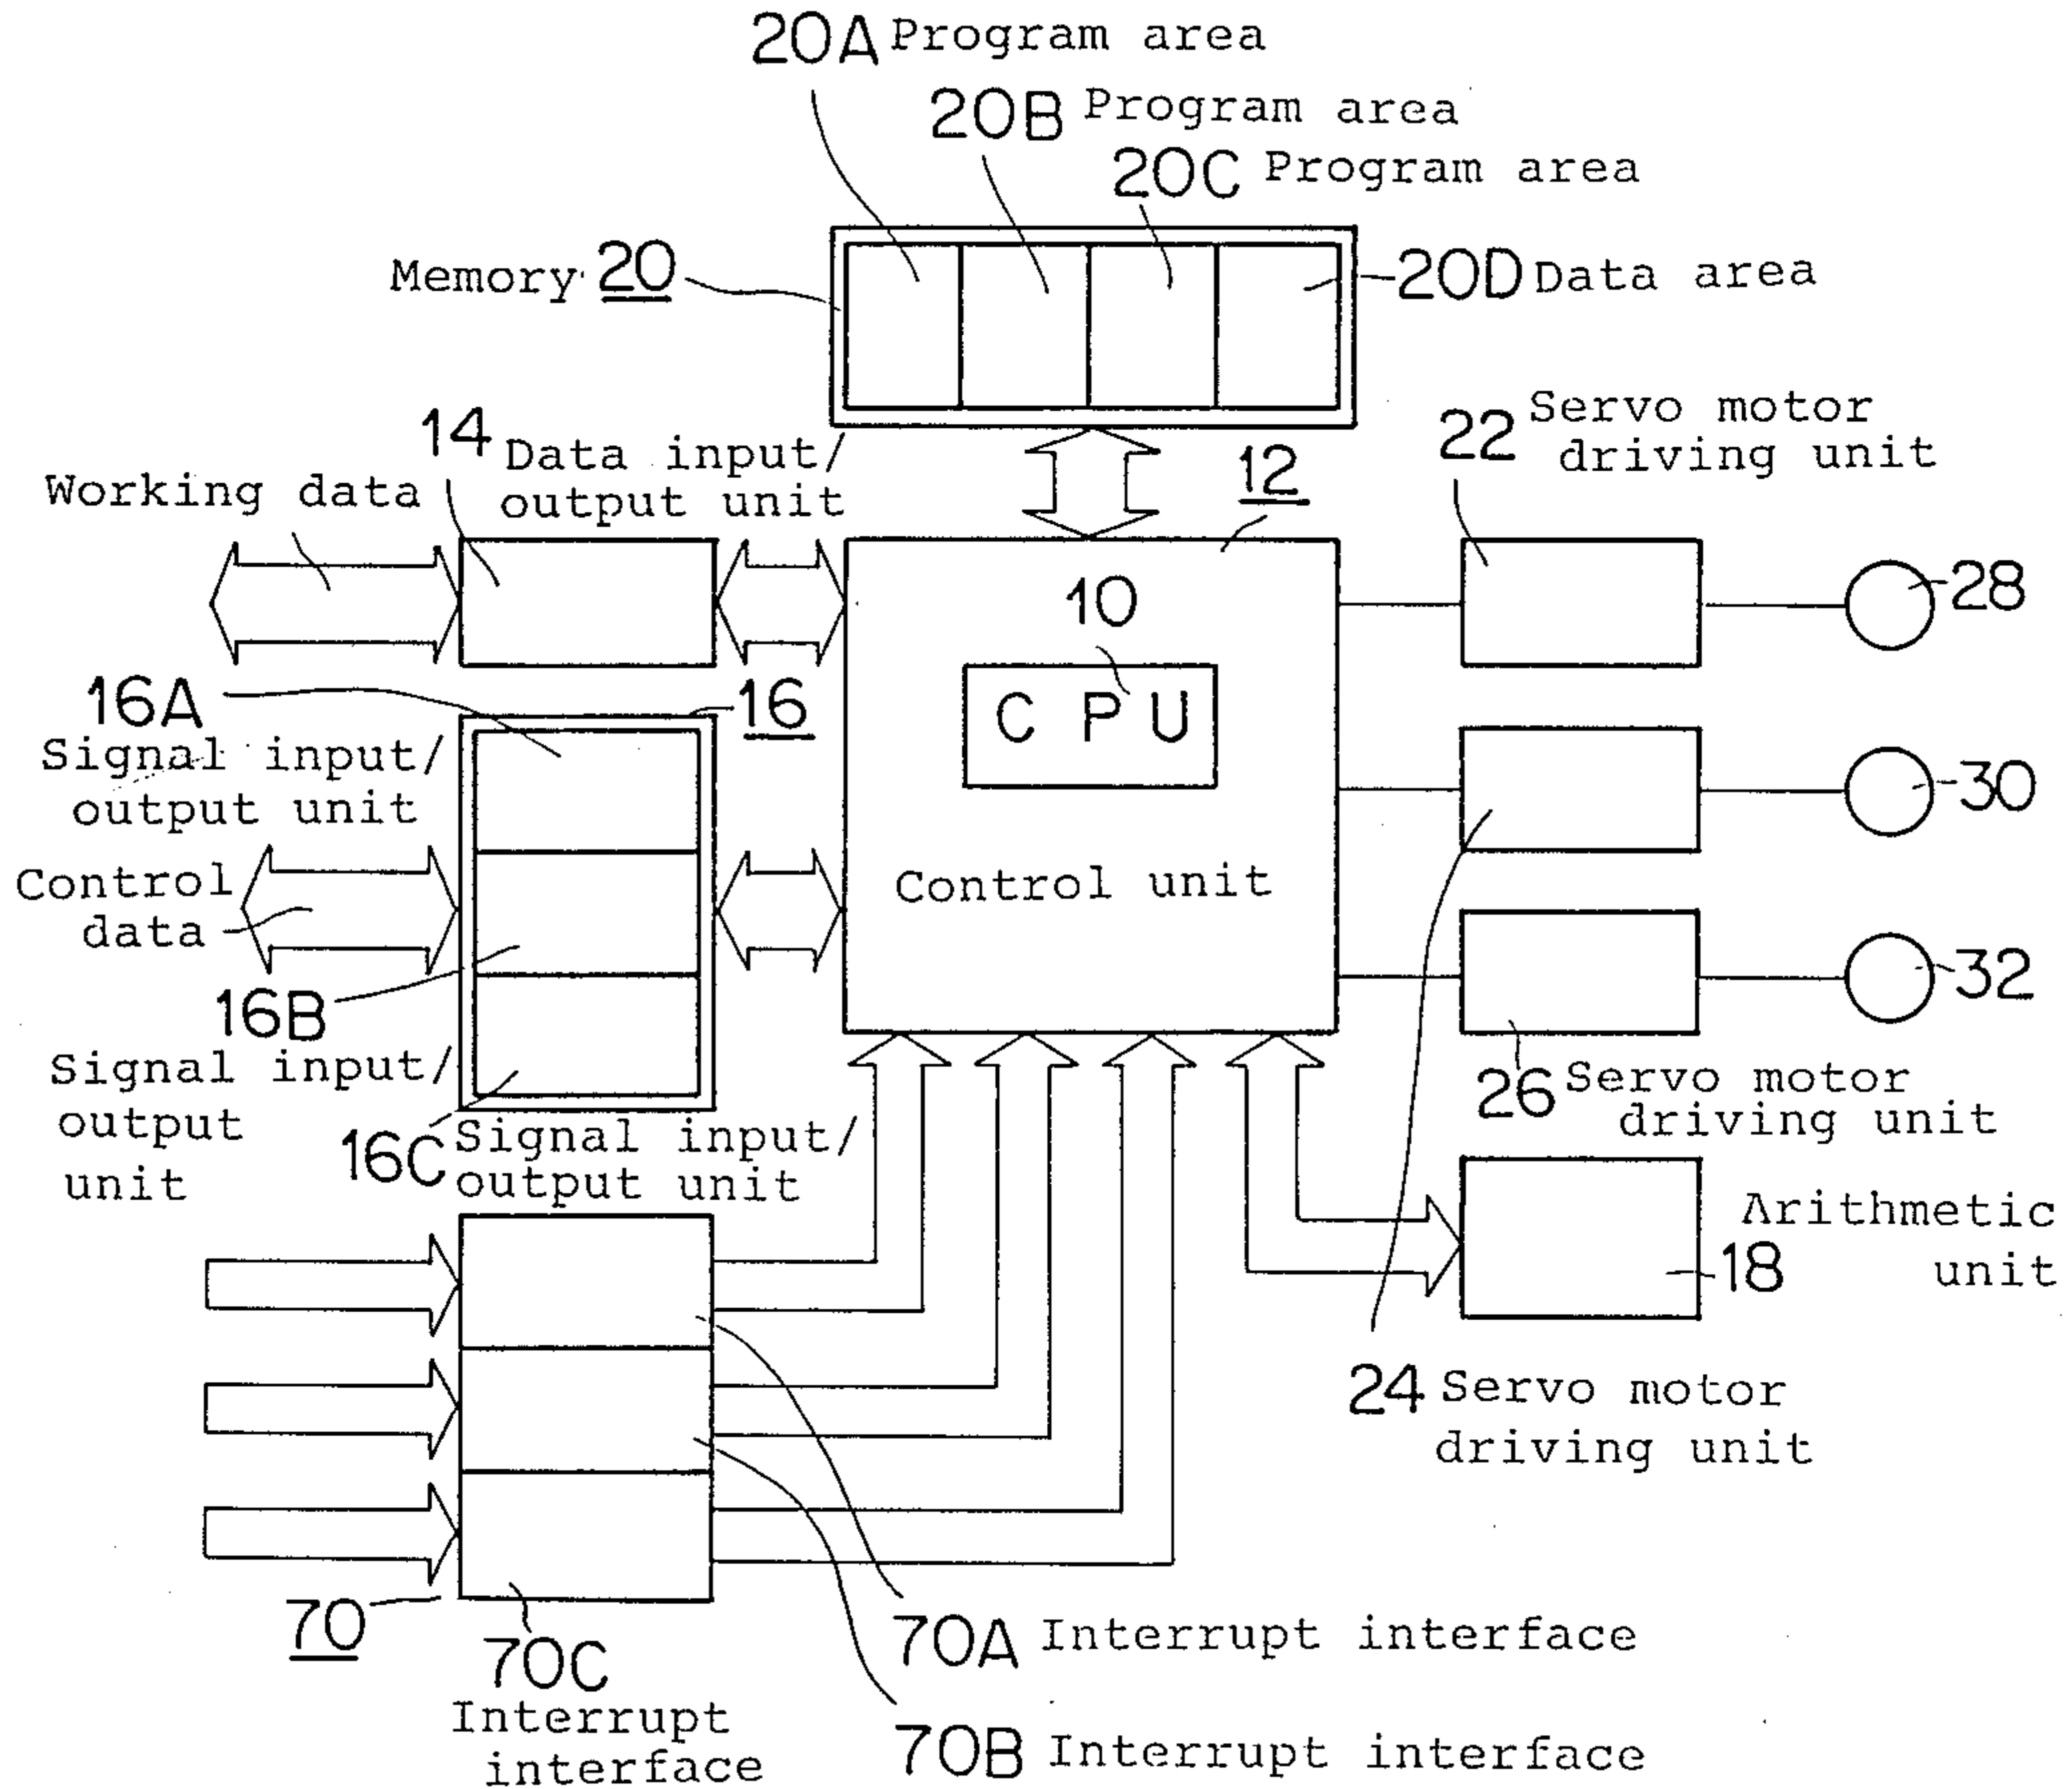 20A Program area
20B Program area
20C Program area
Memory 20
20D Data area
14 Data input/
output unit
12
22 Servo motor
driving unit
Working data
10
28
CPU
16A
16
Signal input/
output unit
30
Control
data
Control unit
16B
32
Signal input/
output
unit
16C Signal input/
output unit
26 Servo motor
driving unit
Arithmetic
18 unit
24 Servo motor
driving unit
70
70C
Interrupt
interface
70A Interrupt interface
70B Interrupt interface